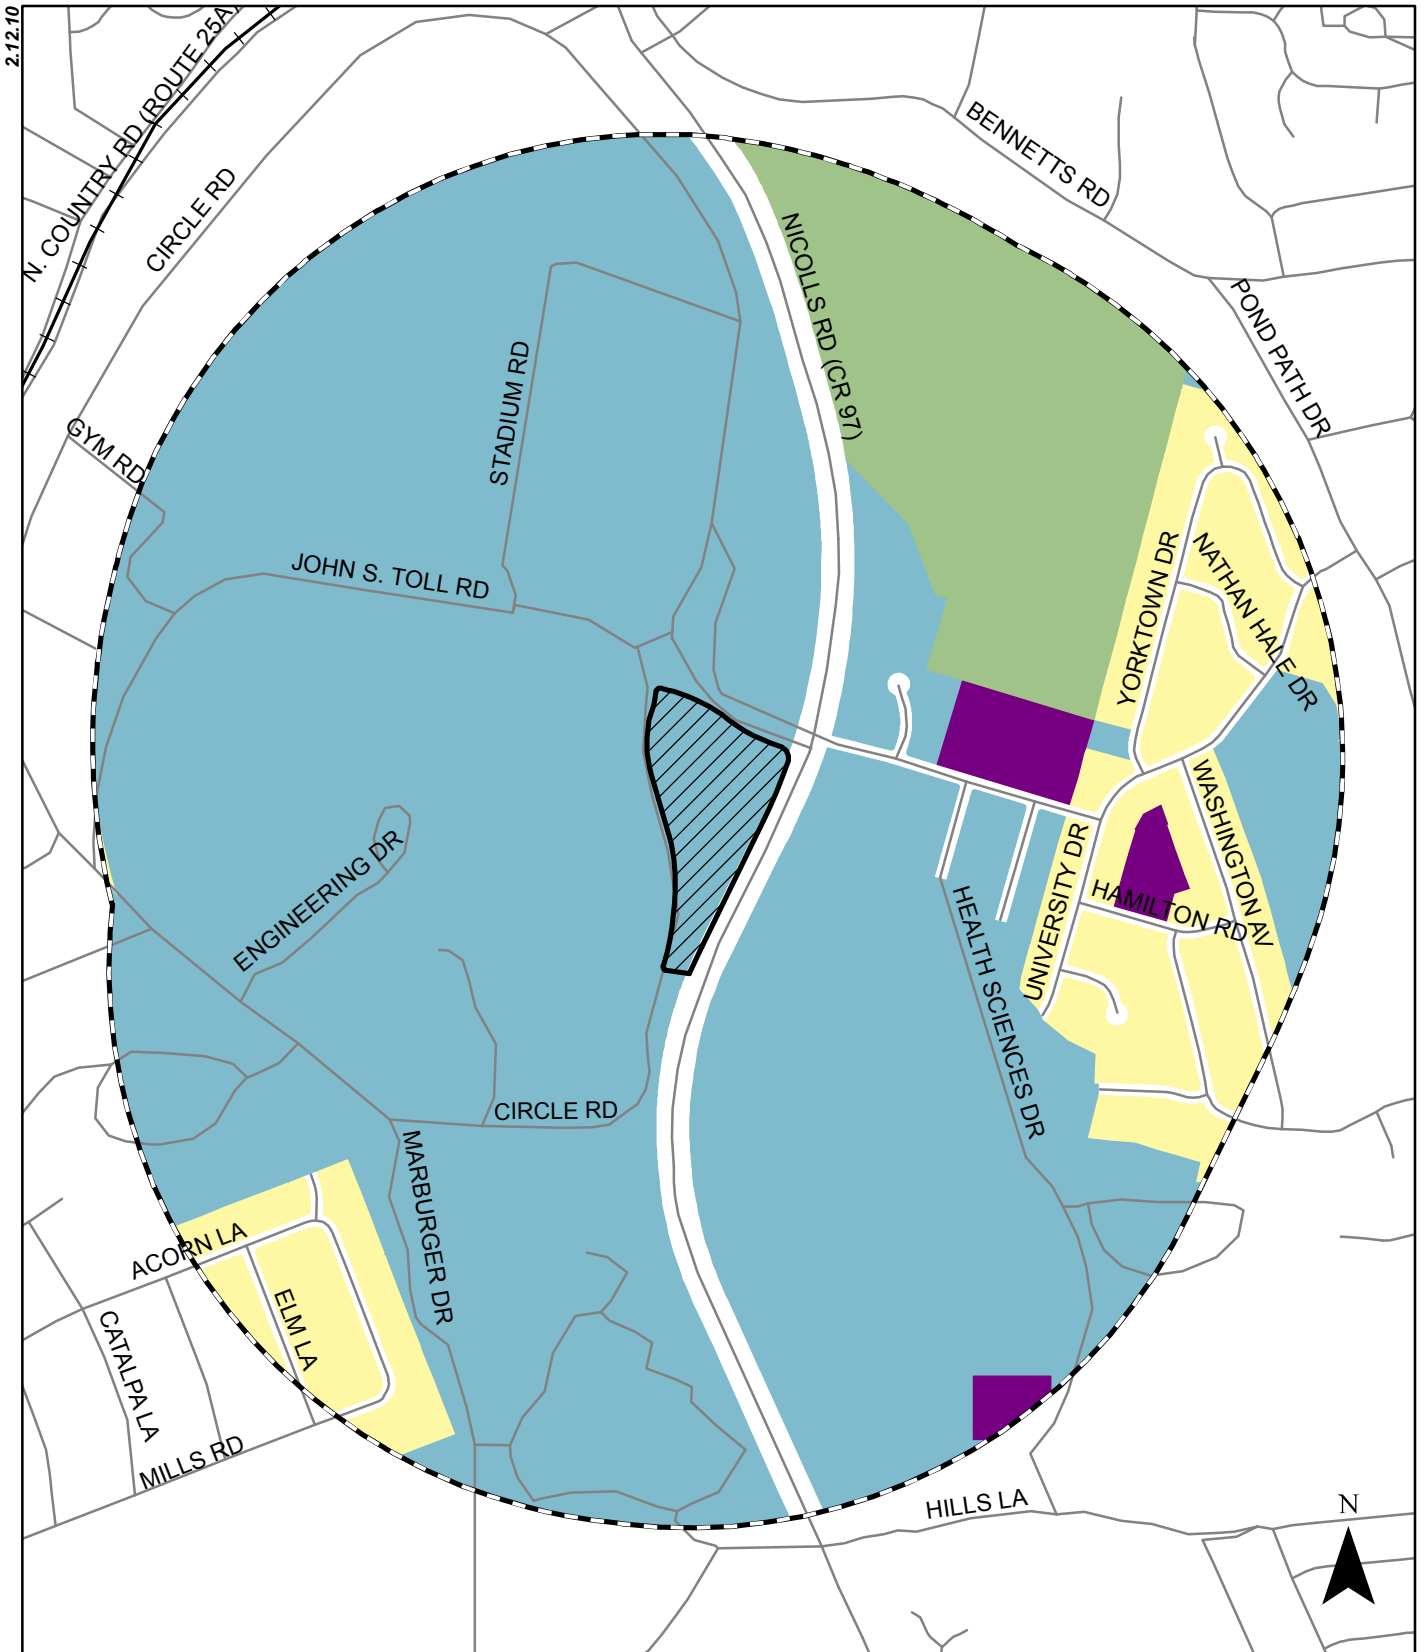 2.12.10
N. COUNTRY RD (ROUTE 25A)
CIRCLE RD
BENNETTS RD
NICOLLS RD (CR 97)
POND PATH DR
STADIUM RD
GYM RD
JOHN S. TOLL RD
YORKTOWN DR
NATHAN HALE DR
WASHINGTON AV
UNIVERSITY DR
HAMILTON RD
ENGINEERING DR
HEALTH SCIENCES DR
CIRCLE RD
MARBURGER DR
ACORN LA
ELM LA
CATALPA LA
MILLS RD
HILLS LA
N